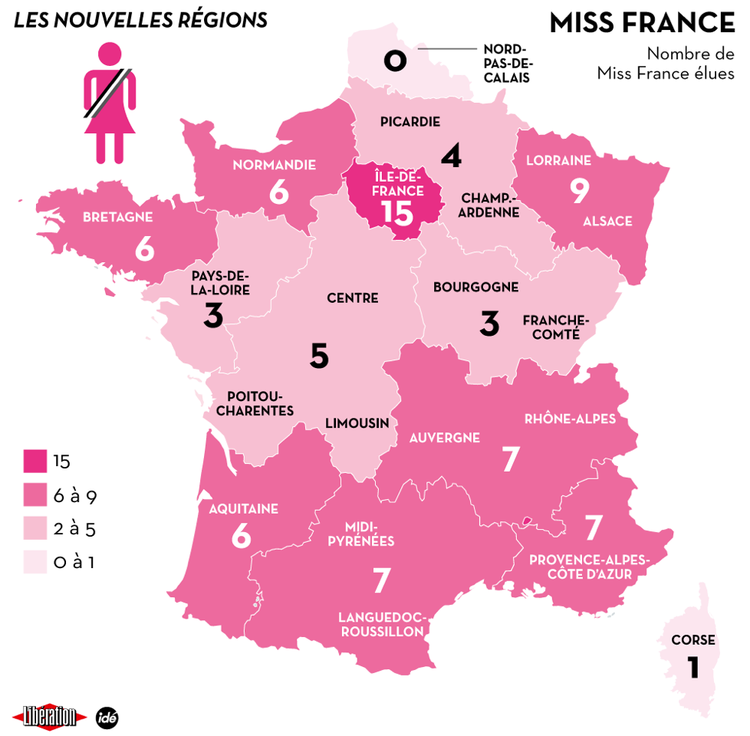 LES NOUVELLES RÉGIONS
MISS FRANCE
Nombre de
Miss France élues
0
NORD-
PAS-DE-
CALAIS
PICARDIE
4
CHAMP.-
ARDENNE
NORMANDIE
6
ÎLE-DE-
FRANCE
15
LORRAINE
9
ALSACE
BRETAGNE
6
PAYS-DE-
LA-LOIRE
3
CENTRE
5
POITOU-
CHARENTES
LIMOUSIN
BOURGOGNE
3
FRANCHE-
COMTÉ
AUVERGNE
RHÔNE-ALPES
7
AQUITAINE
6
MIDI-
PYRÉNÉES
7
LANGUEDOC-
ROUSSILLON
7
PROVENCE-ALPES-
CÔTE D'AZUR
CORSE
1
15
6 à 9
2 à 5
0 à 1
Libération
idé